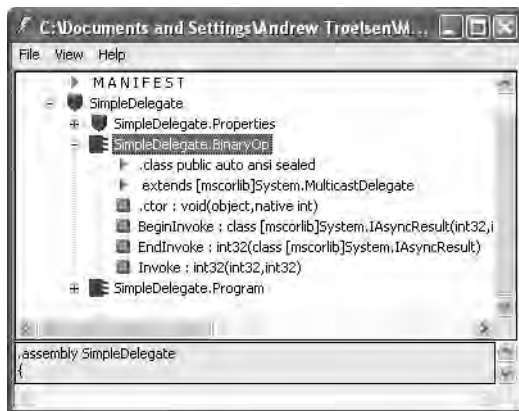 C:\Documents and Settings\Andrew Troelsen\M...
File View Help
MANIFEST
SimpleDelegate
SimpleDelegate.Properties
SimpleDelegate.BinaryOp
.class public auto ansi sealed
extends [mscorlib]System.MulticastDelegate
.ctor : void(object,native int)
BeginInvoke : class [mscorlib]System.IAsyncResult(int32,i
EndInvoke : int32(class [mscorlib]System.IAsyncResult)
Invoke : int32(int32,int32)
SimpleDelegate.Program
.assembly SimpleDelegate
{